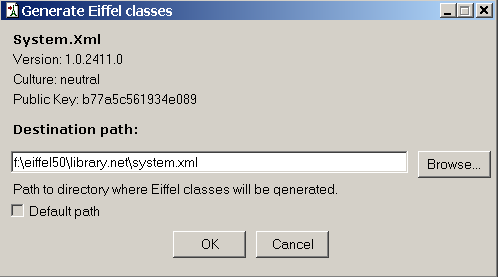 Generate Eiffel classes
System.Xml
Version: 1.0.2411.0
Culture: neutral
Public Key: b77a5c561934e089
Destination path:
f:\eiffel50\library.net\system.xml
Browse...
Path to directory where Eiffel classes will be generated.
Default path
OK Cancel